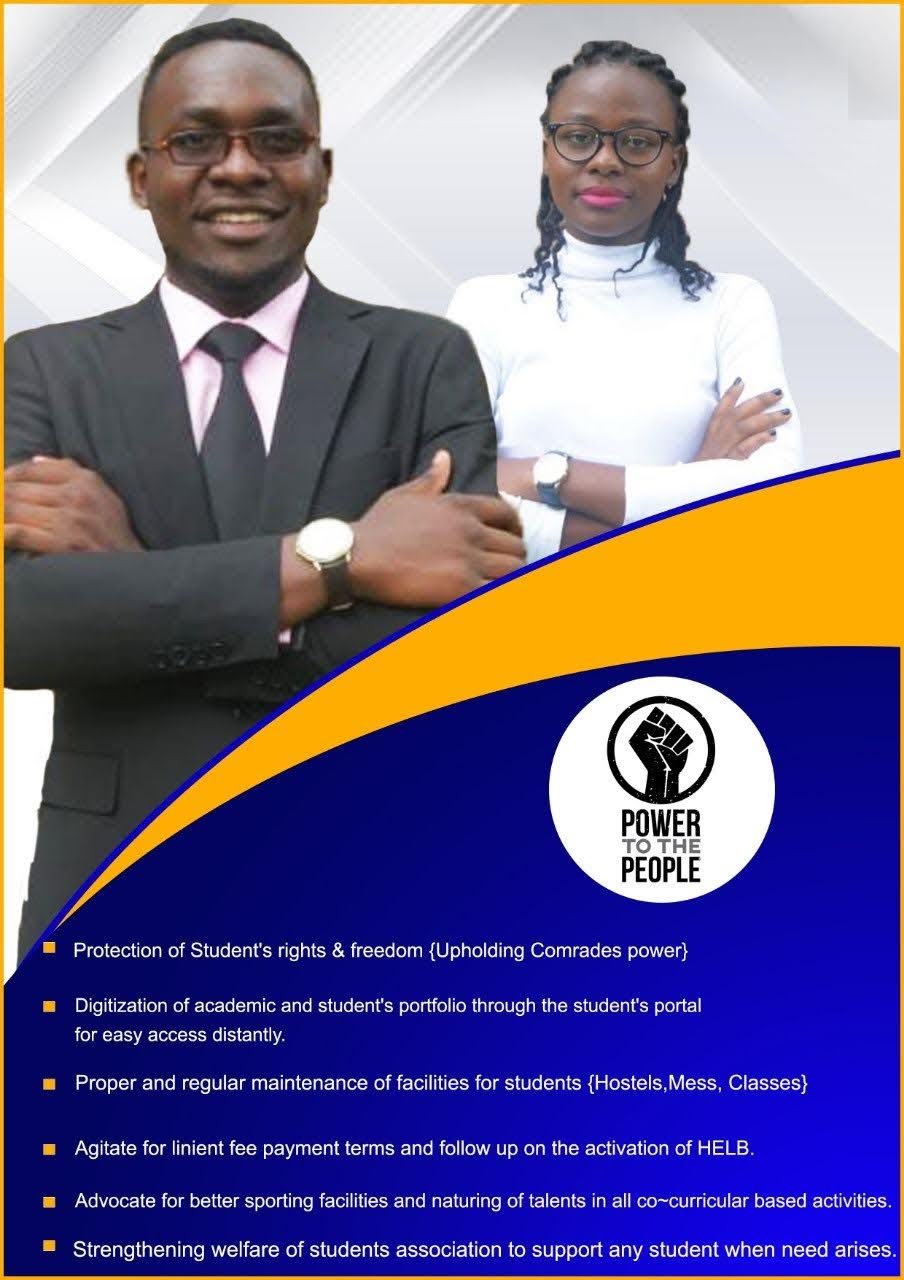 POWER
TO THE
PEOPLE
Protection of Student's rights & freedom {Upholding Comrades power}
Digitization of academic and student's portfolio through the student's portal
for easy access distantly.
Proper and regular maintenance of facilities for students {Hostels,Mess, Classes}
Agitate for linient fee payment terms and follow up on the activation of HELB.
Advocate for better sporting facilities and naturing of talents in all co~curricular based activities.
Strengthening welfare of students association to support any student when need arises.